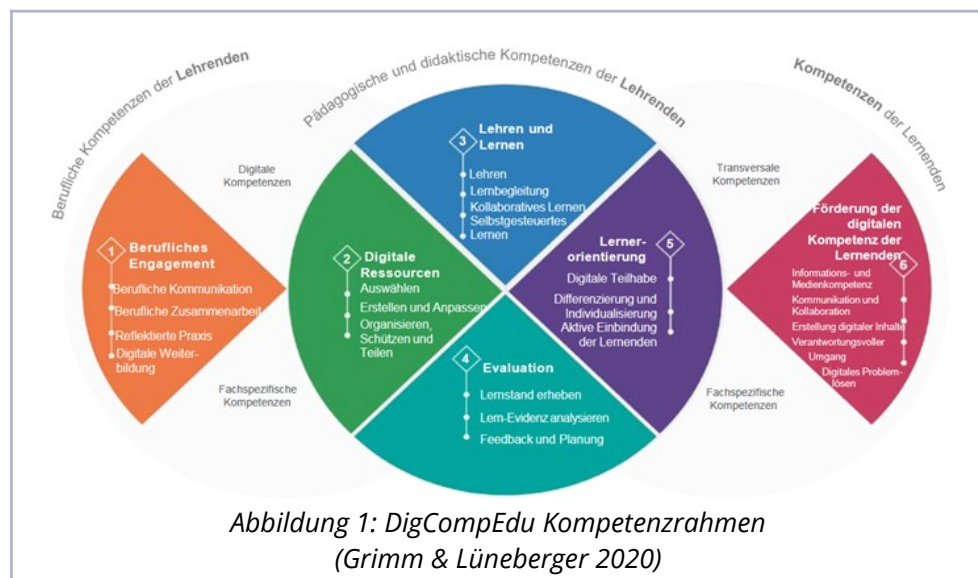 Berufliche Kompetenzen der Lehrenden
Pädagogische und didaktische Kompetenzen der Lehrenden
Kompetenzen der Lernenden
Digitale
Kompetenzen
Fachspezifische
Kompetenzen
1
Berufliches
Engagement
Berufliche Kommunikation
Berufliche Zusammenarbeit
Reflektierte Praxis
Digitale Weiter-
bildung
2
Digitale
Ressourcen
Auswählen
Erstellen und Anpassen
Organisieren,
Schützen und
Teilen
3
Lehren und
Lernen
Lehren
Lernbegleitung
Kollaboratives Lernen
Selbstgesteuertes
Lernen
4
Evaluation
Lernstand erheben
Lern-Evidenz analysieren
Feedback und Planung
5
Lerner-
orientierung
Digitale Teilhabe
Differenzierung und
Individualisierung
Aktive Einbindung
der Lernenden
Transversale
Kompetenzen
Fachspezifische
Kompetenzen
6
Förderung der
digitalen
Kompetenz der
Lernenden
Informations- und
Medienkompetenz
Kommunikation und
Kollaboration
Erstellung digitaler Inhalte
Verantwortungsvoller
Umgang
Digitales Problem-
lösen
Abbildung 1: DigCompEdu Kompetenzrahmen
(Grimm & Lüneberger 2020)